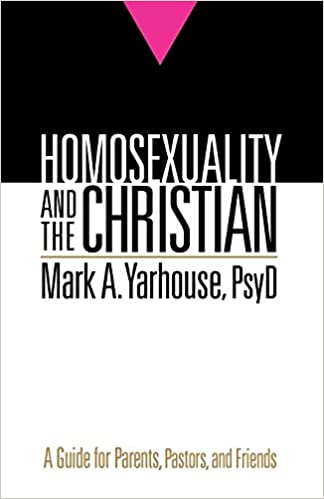 HOMOSEXUALITY
AND THE CHRISTIAN
Mark A. Yarhouse, PsyD
A Guide for Parents, Pastors, and Friends